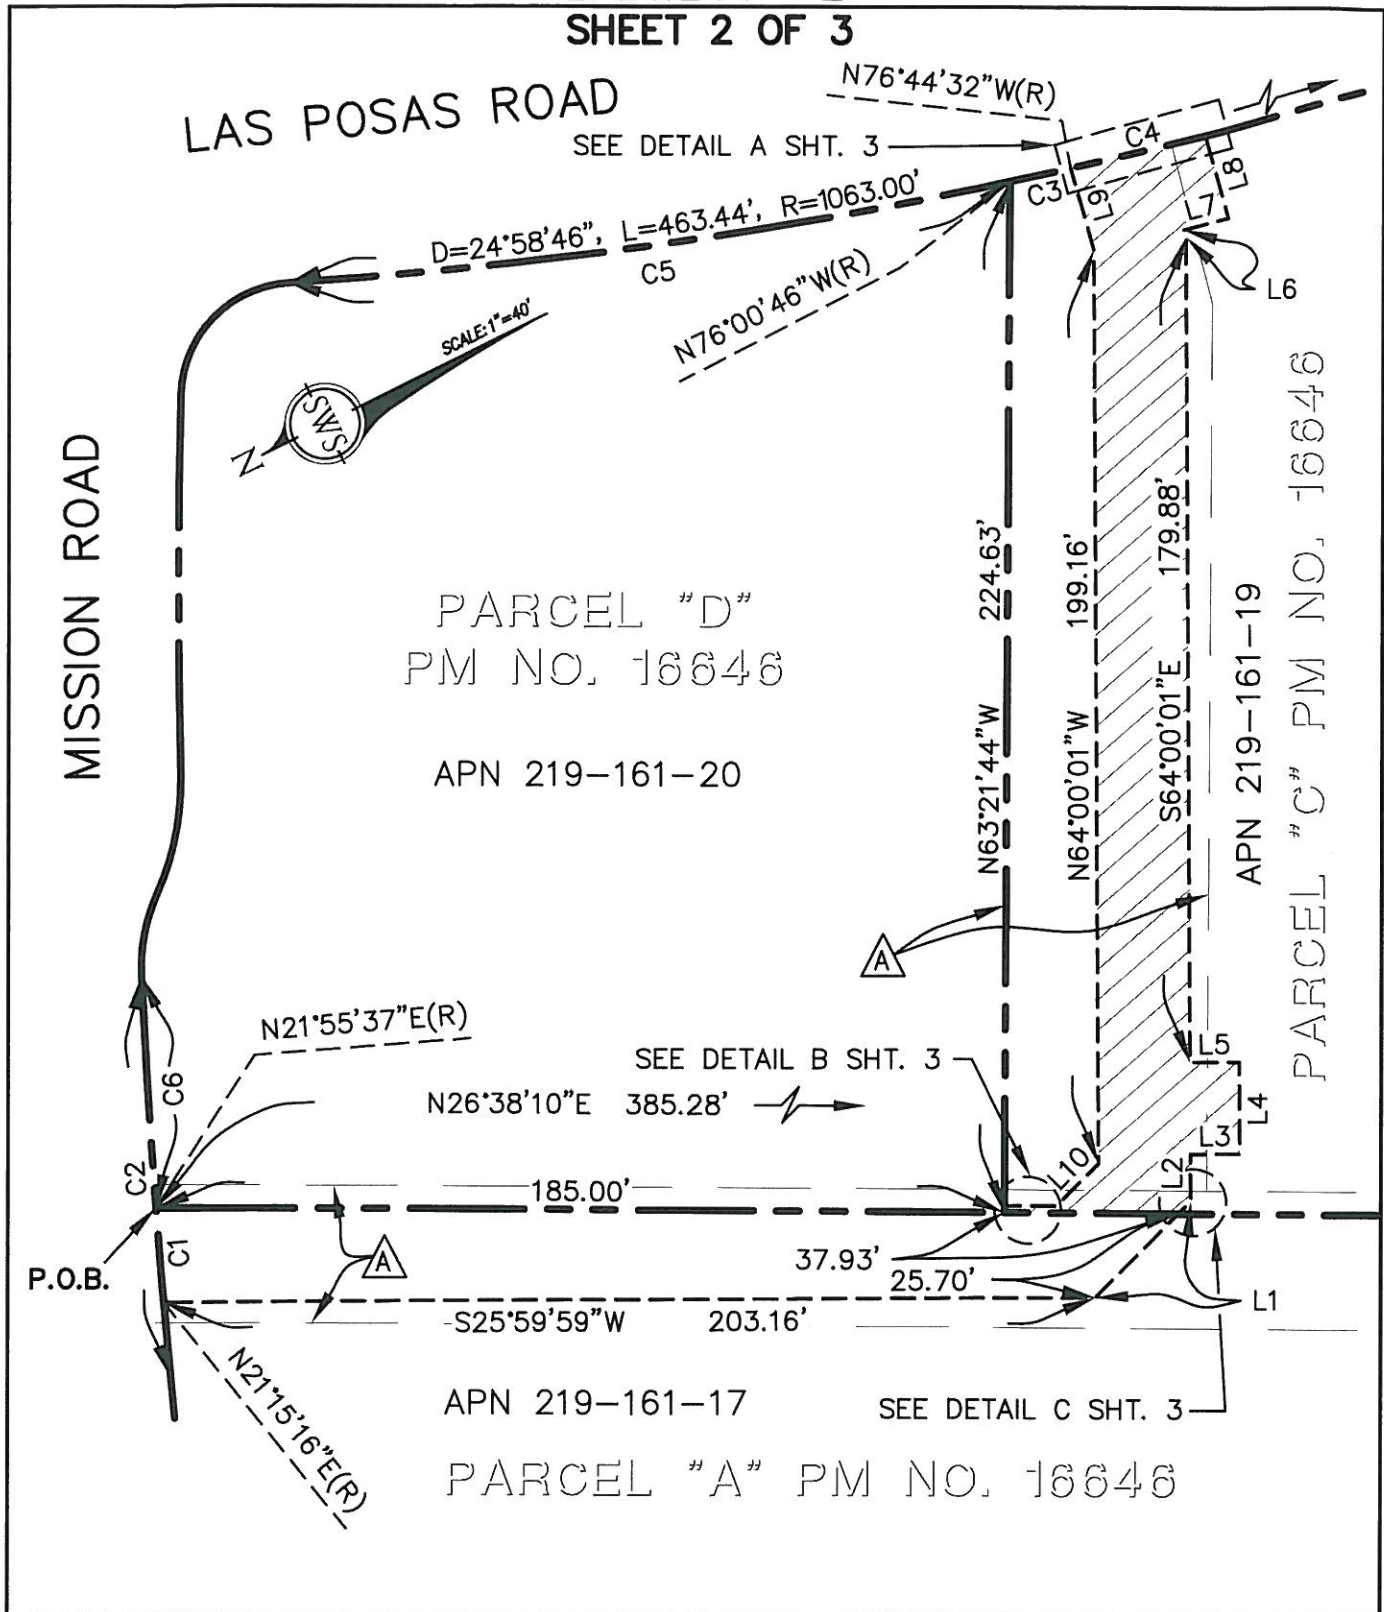 SHEET 2 OF 3
N76°44'32"W(R)
LAS POSAS ROAD
SEE DETAIL A SHT. 3
C4
C3
L8
L9
L7
D=24°58'46", L=463.44', R=1063.00'
C5
N76°00'46"W(R)
L6
SCALE: 1"=40'
SWS
N
MISSION ROAD
PARCEL "D"
PM NO. 16646
APN 219-161-20
224.63'
N63°21'44"W
199.16'
N64°00'01"W
179.88'
S64°00'01"E
APN 219-161-19
PARCEL "C" PM NO. 16646
A
N21°55'37"E(R)
SEE DETAIL B SHT. 3
L5
C6
N26°38'10"E 385.28'
L4
L3
L10
L2
C2
185.00'
C1
A
P.O.B.
37.93'
25.70'
L1
S25°59'59"W 203.16'
N21°15'16"E(R)
APN 219-161-17
SEE DETAIL C SHT. 3
PARCEL "A" PM NO. 16646